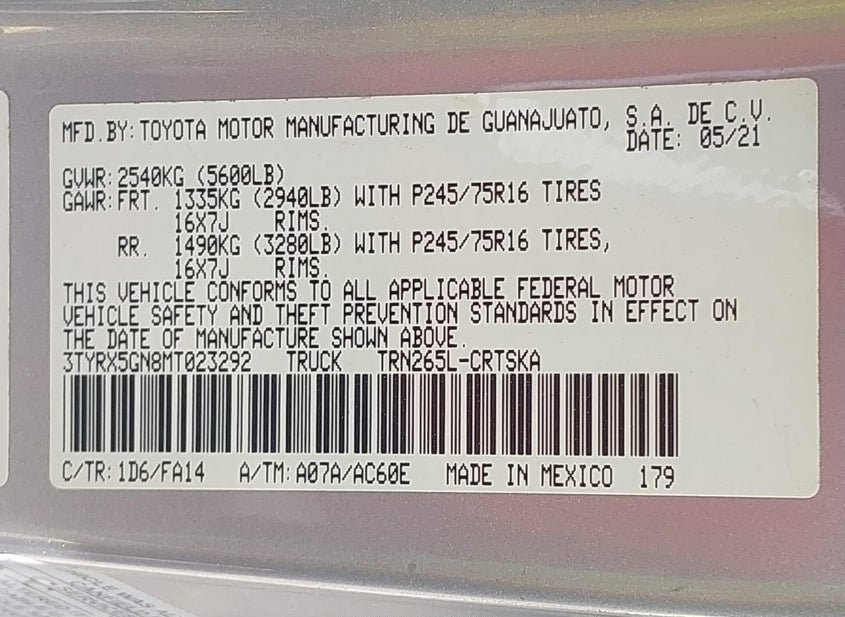 MFD.BY:TOYOTA MOTOR MANUFACTURING DE GUANAJUATO, S.A. DE C.V.
DATE: 05/21
GVWR:2540KG (5600LB)
GAWR:FRT. 1335KG (2940LB) WITH P245/75R16 TIRES
16X7J RIMS.
RR. 1490KG (3280LB) WITH P245/75R16 TIRES,
16X7J RIMS.
THIS VEHICLE CONFORMS TO ALL APPLICABLE FEDERAL MOTOR
VEHICLE SAFETY AND THEFT PREVENTION STANDARDS IN EFFECT ON
THE DATE OF MANUFACTURE SHOWN ABOVE.
3TYRX5GN8MT023292 TRUCK TRN265L-CRTSKA
C/TR:1D6/FA14 A/TM:A07A/AC60E MADE IN MEXICO 179